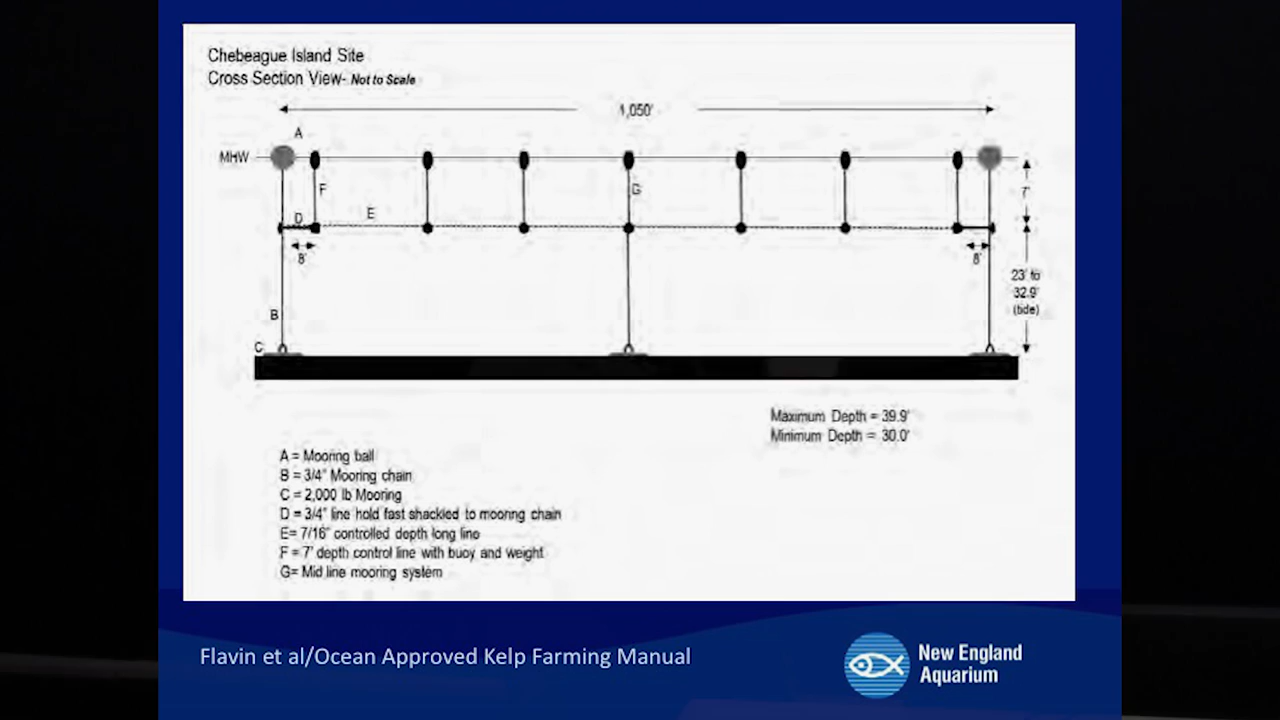 Chebeague Island Site
Cross Section View- Not to Scale
1,050'
A
MHW
F
G
7'
D
E
8'
8'
23' to
32.9'
(tide)
B
C
Maximum Depth = 39.9'
Minimum Depth = 30.0'
A = Mooring ball
B = 3/4" Mooring chain
C = 2,000 lb Mooring
D = 3/4" line hold fast shackled to mooring chain
E= 7/16" controlled depth long line
F = 7' depth control line with buoy and weight
G= Mid line mooring system
Flavin et al/Ocean Approved Kelp Farming Manual
New England
Aquarium